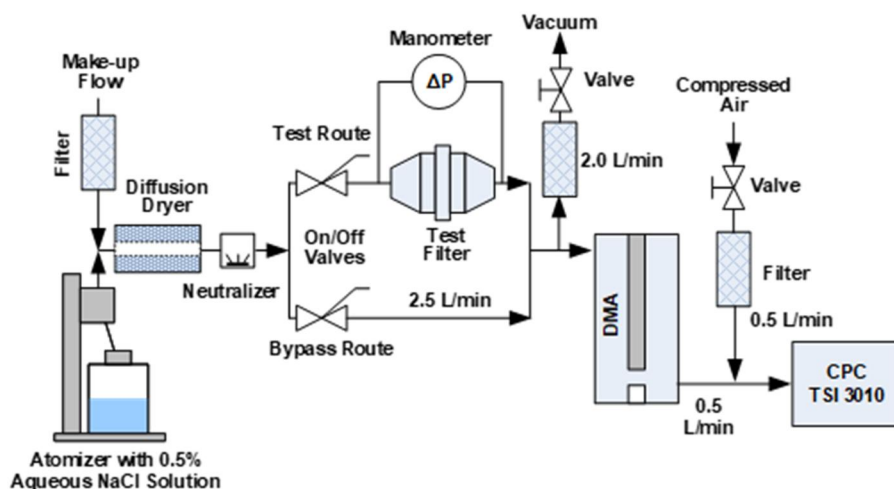 Vacuum
Manometer
ΔP
Make-up
Flow
Valve
Compressed
Air
Filter
Test Route
2.0 L/min
Valve
Diffusion
Dryer
On/Off
Valves
Test
Filter
Filter
Neutralizer
2.5 L/min
DMA
0.5 L/min
Bypass Route
CPC
TSI 3010
0.5
L/min
Atomizer with 0.5%
Aqueous NaCl Solution